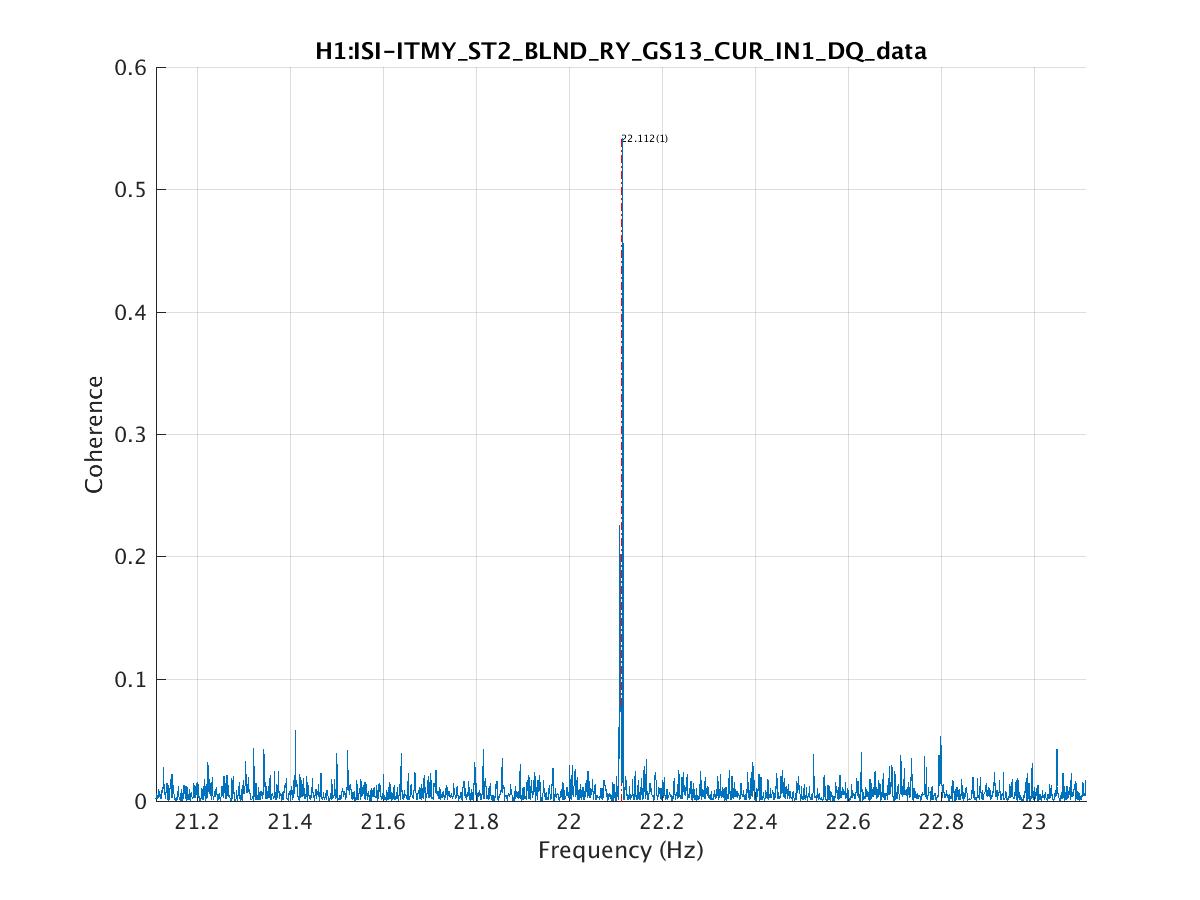 H1:ISI-ITMY_ST2_BLND_RY_GS13_CUR_IN1_DQ_data
0.6
22.112(1)
0.5
0.4
0.3
0.2
0.1
0
Coherence
21.2 21.4 21.6 21.8 22 22.2 22.4 22.6 22.8 23
Frequency (Hz)